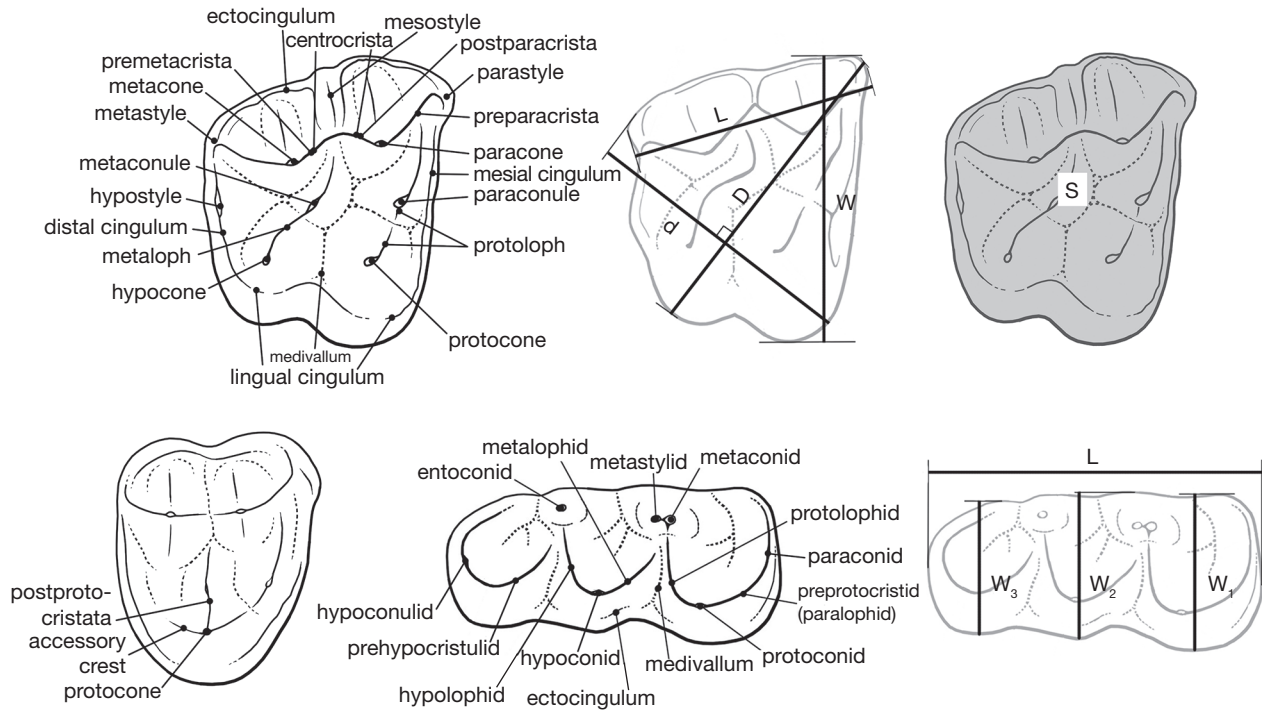 ectocingulum
mesostyle
centrocrista
postparacrista
premetacrista
parastyle
metacone
metastyle
preparacrista
paracone
metaconule
mesial cingulum
hypostyle
paraconule
distal cingulum
metaloph
protoloph
hypocone
protocone
medivallum
lingual cingulum
L
D
d
W
S
postproto-
cristata
accessory
crest
protocone
metalophid
metastylid
metaconid
entoconid
protolophid
paraconid
preprotocristid
(paralophid)
hypoconulid
prehypocristulid
hypoconid
medivallum
protoconid
hypolophid
ectocingulum
L
W3
W2
W1